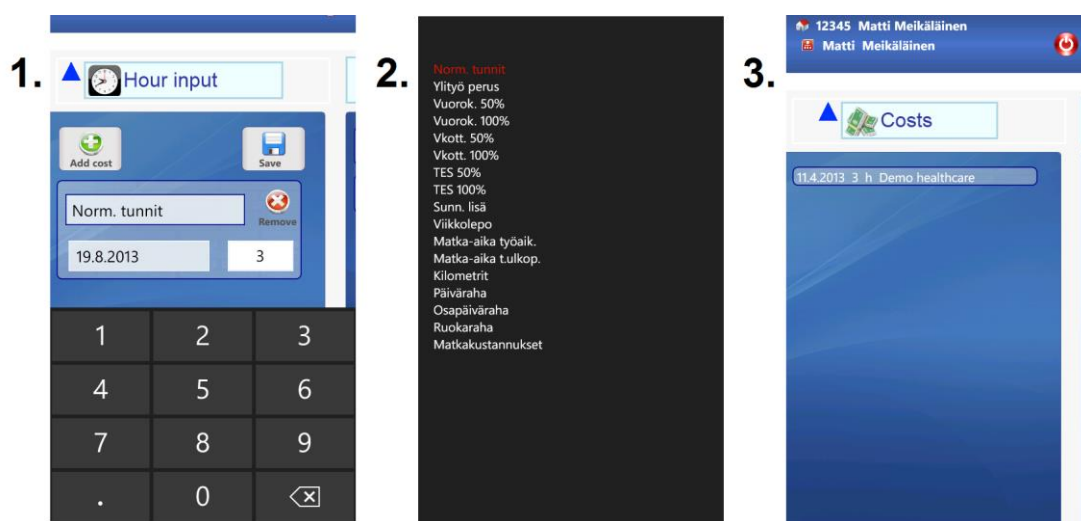 1.
Hour input
Add cost
Save
Norm. tunnit
Remove
19.8.2013
3
1 2 3
4 5 6
7 8 9
. 0
2.
Norm. tunnit
Ylityö perus
Vuorok. 50%
Vuorok. 100%
Vkott. 50%
Vkott. 100%
TES 50%
TES 100%
Sunn. lisä
Viikkolepo
Matka-aika työaik.
Matka-aika t.ulkop.
Kilometrit
Päiväraha
Osapäiväraha
Ruokaraha
Matkakustannukset
3.
12345 Matti Meikäläinen
Matti Meikäläinen
Costs
11.4.2013 3 h Demo healthcare